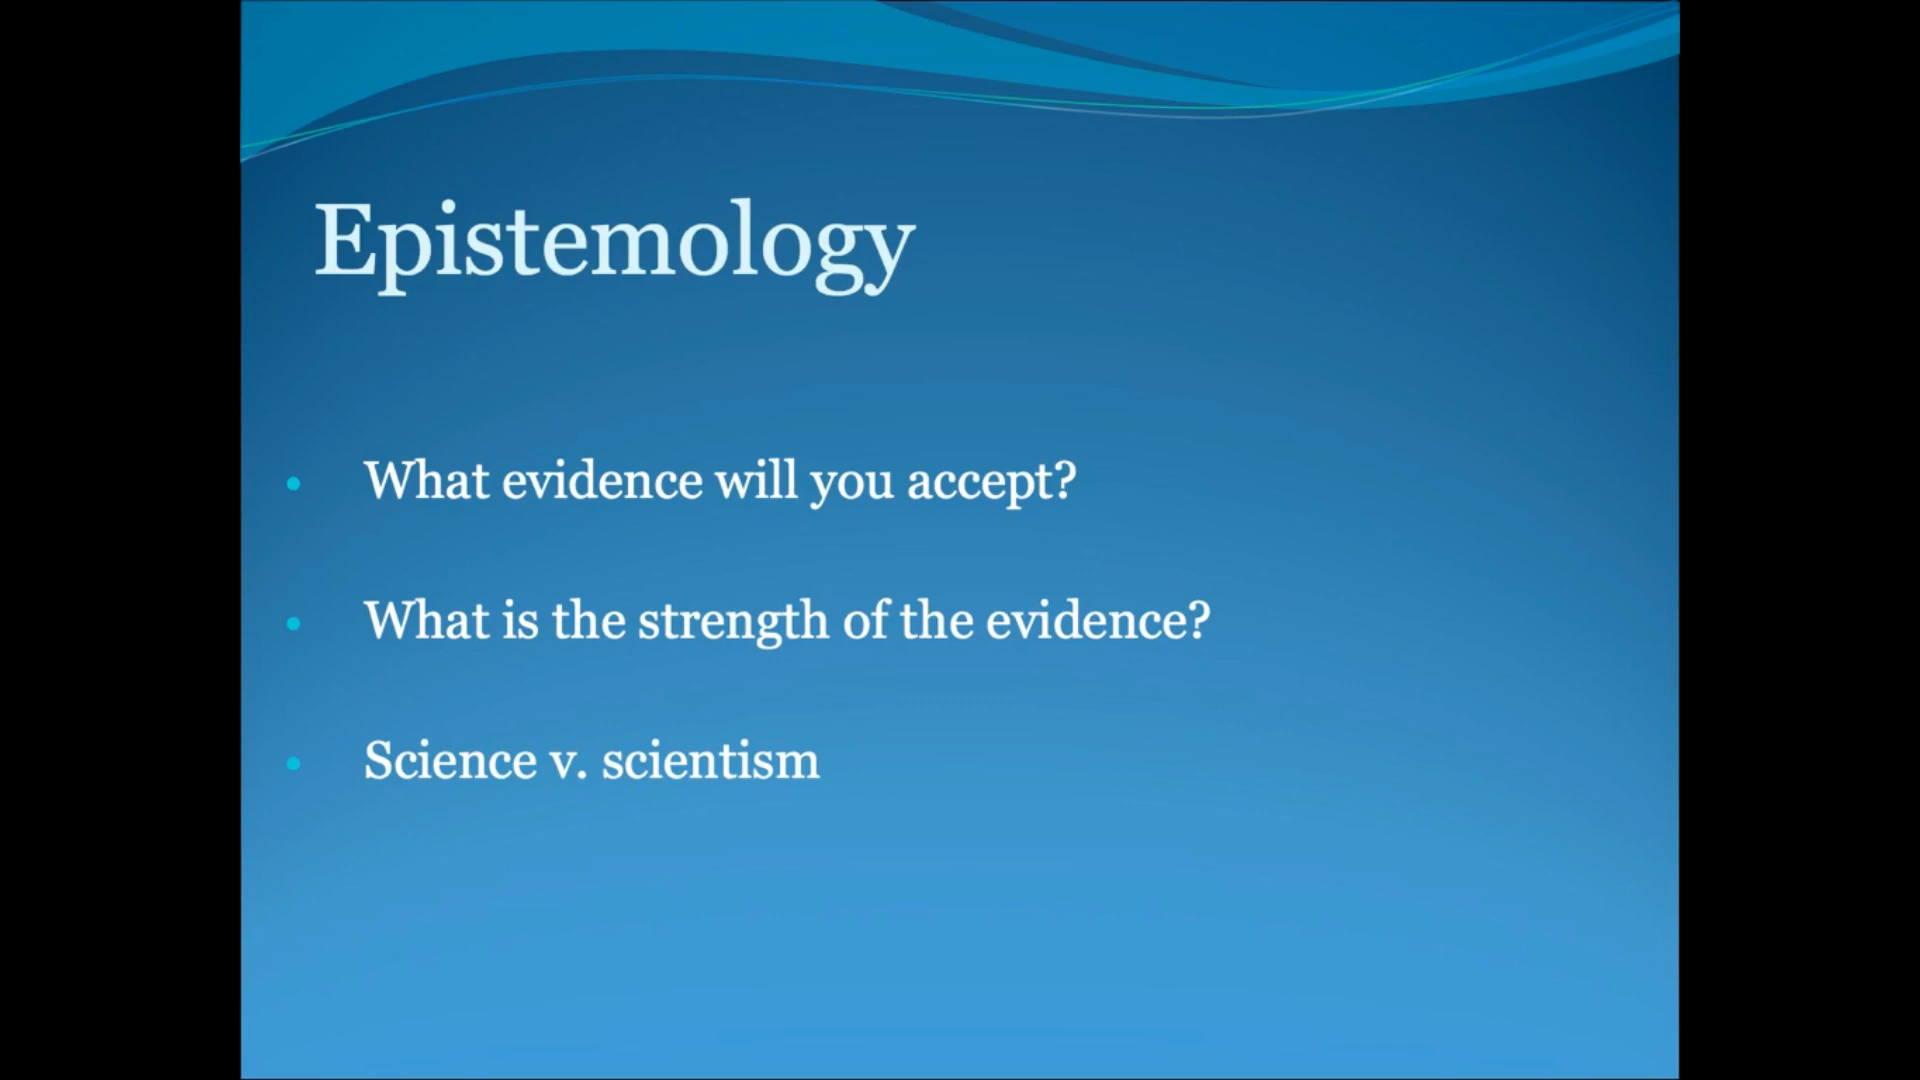 Epistemology
What evidence will you accept?
What is the strength of the evidence?
Science v. scientism